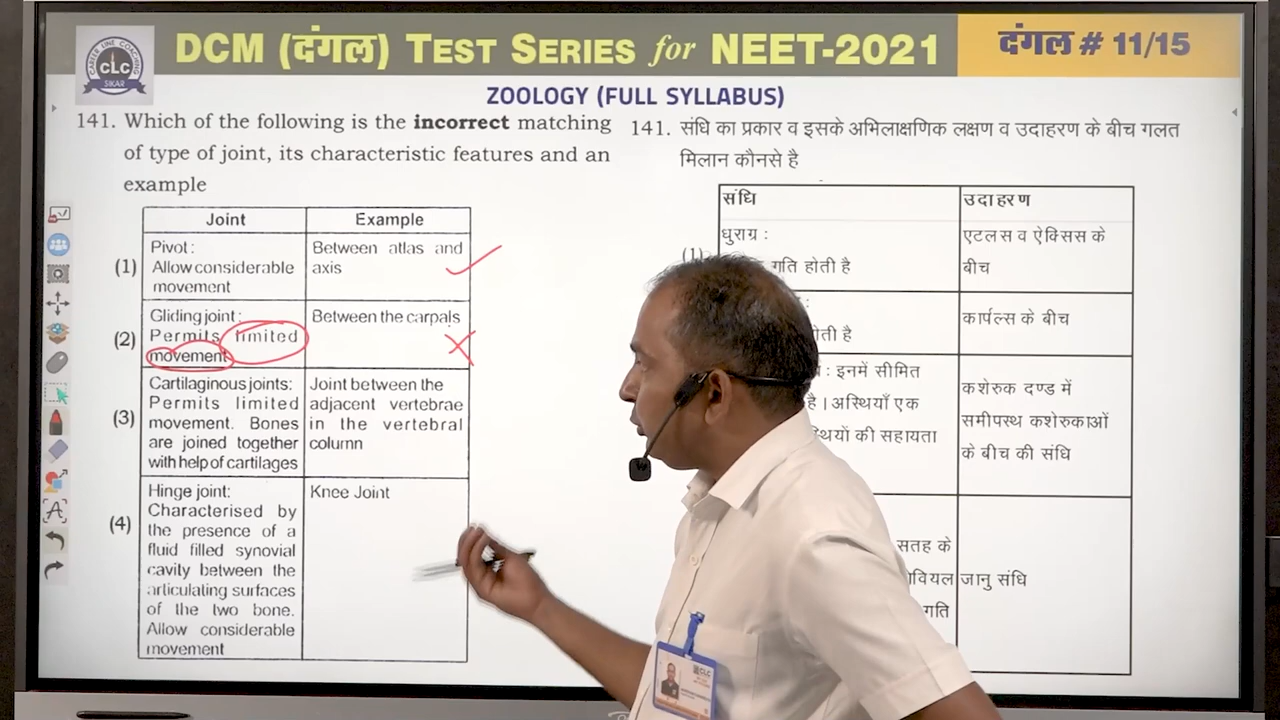 CAREER LINE COACHING
CLC
SIKAR
DCM (दंगल) TEST SERIES for NEET-2021
दंगल # 11/15
ZOOLOGY (FULL SYLLABUS)
141. Which of the following is the incorrect matching
of type of joint, its characteristic features and an
example
Joint Example
(1) Pivot: Between atlas and
Allow considerable axis
movement
(2) Gliding joint: Between the carpals
Permits limited
movement
(3) Cartilaginous joints: Joint between the
Permits limited adjacent vertebrae
movement. Bones in the vertebral
are joined together column
with help of cartilages
(4) Hinge joint: Knee Joint
Characterised by
the presence of a
fluid filled synovial
cavity between the
articulating surfaces
of the two bone.
Allow considerable
movement
141. संधि का प्रकार व इसके अभिलाक्षणिक लक्षण व उदाहरण के बीच गलत
मिलान कौनसे है
संधि उदाहरण
(1) धुराग्र : एटलस व ऐक्सिस के
गति होती है बीच
होती है कार्पल्स के बीच
: इनमें सीमित
है। अस्थियाँ एक कशेरुक दण्ड में
की सहायता समीपस्थ कशेरुकाओं
के बीच की संधि
सतह के
जानु संधि
गति
CLC